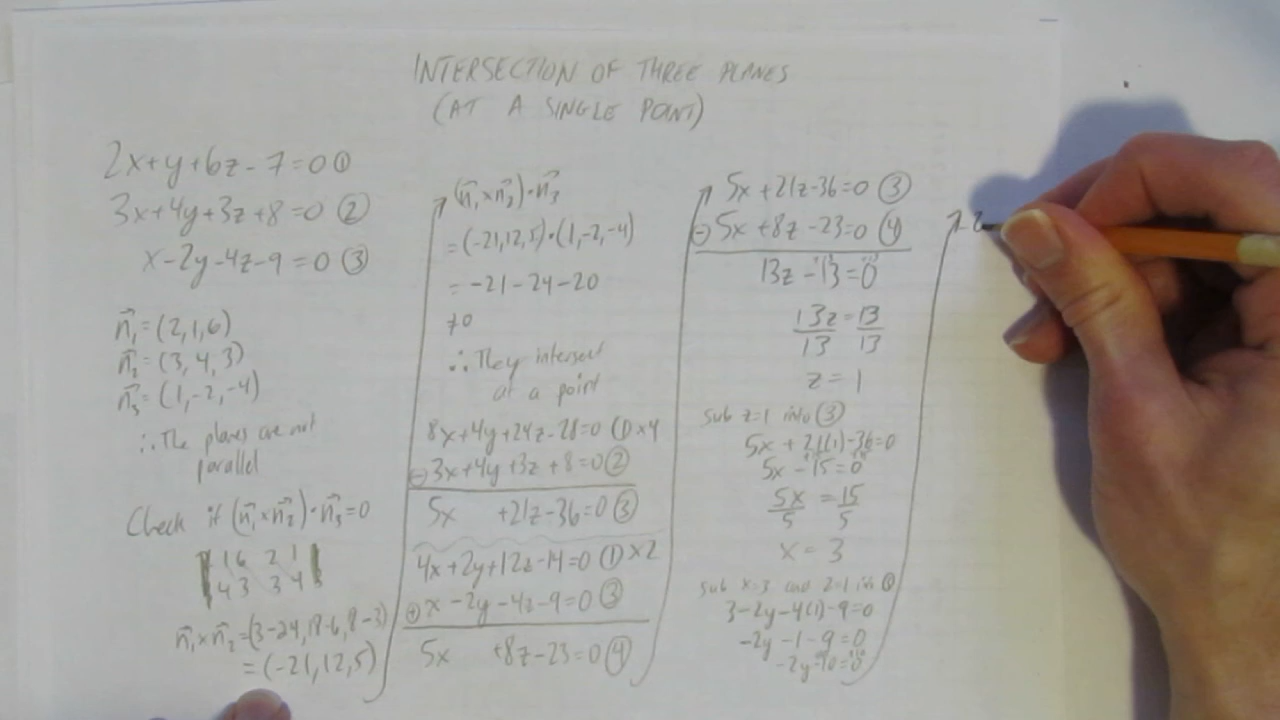 INTERSECTION OF THREE PLANES
(AT A SINGLE POINT)
2x+y+6z-7=0 ①
3x+4y+3z+8=0 ②
x-2y-4z-9=0 ③
n₁⃗=(2,1,6)
n₂⃗=(3,4,3)
n₃⃗=(1,-2,-4)
∴ The planes are not
parallel
Check if (n₁⃗×n₂⃗)·n₃⃗=0
1 6 2 1
4 3 3 4
n₁⃗×n₂⃗=(3-24,18-6,8-3)
=(-21,12,5)
(n₁⃗×n₂⃗)·n₃⃗
=(-21,12,5)·(1,-2,-4)
=-21-24-20
≠0
∴ They intersect
at a point
8x+4y+24z-28=0 ①×4
⊖3x+4y+3z+8=0 ②
5x +21z-36=0 ③
4x+2y+12z-14=0 ①×2
⊕x-2y-4z-9=0 ③
5x +8z-23=0 ④
5x+21z-36=0 ③
⊖5x+8z-23=0 ④
13z-13=0
13z=13
13 13
z=1
sub z=1 into ③
5x+21(1)-36=0
5x-15=0
5x=15
5 5
x=3
sub x=3 and z=1 in
3-2y-4(1)-9=0
-2y-1-9=0
-2y-10=0